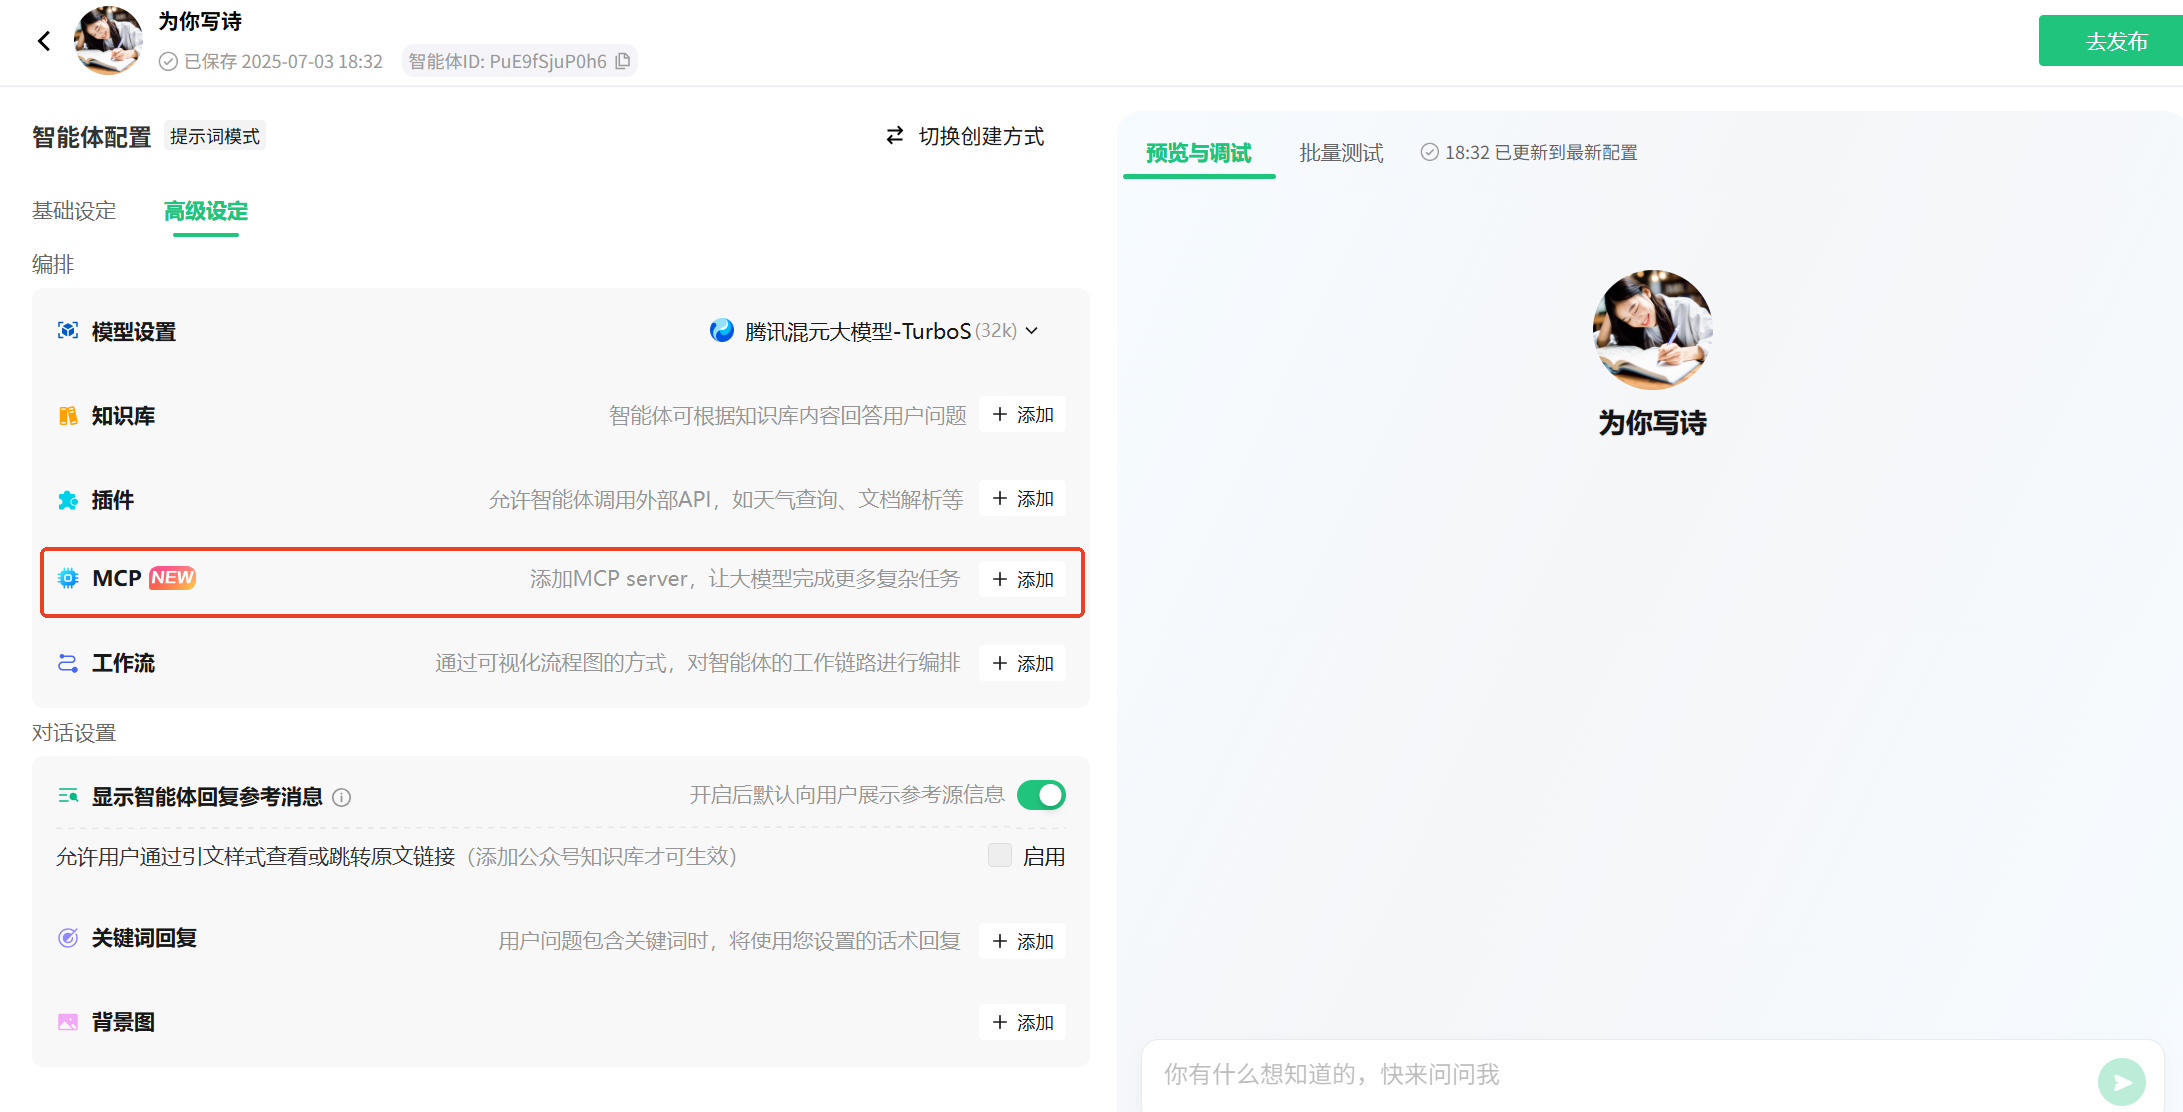 为你写诗
已保存 2025-07-03 18:32 智能体ID: PuE9fSjuP0h6
去发布
智能体配置 提示词模式 切换创建方式
基础设定 高级设定
编排
模型设置 腾讯混元大模型-TurboS(32k)
知识库 智能体可根据知识库内容回答用户问题 + 添加
插件 允许智能体调用外部API，如天气查询、文档解析等 + 添加
MCP NEW 添加MCP server，让大模型完成更多复杂任务 + 添加
工作流 通过可视化流程图的方式，对智能体的工作链路进行编排 + 添加
对话设置
显示智能体回复参考消息 开启后默认向用户展示参考源信息
允许用户通过引文样式查看或跳转原文链接（添加公众号知识库才可生效） 启用
关键词回复 用户问题包含关键词时，将使用您设置的话术回复 + 添加
背景图 + 添加
预览与调试 批量测试 18:32 已更新到最新配置
为你写诗
你有什么想知道的，快来问问我